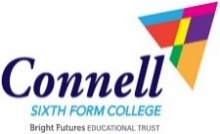 Connell
SIXTH FORM COLLEGE
Bright Futures EDUCATIONAL TRUST